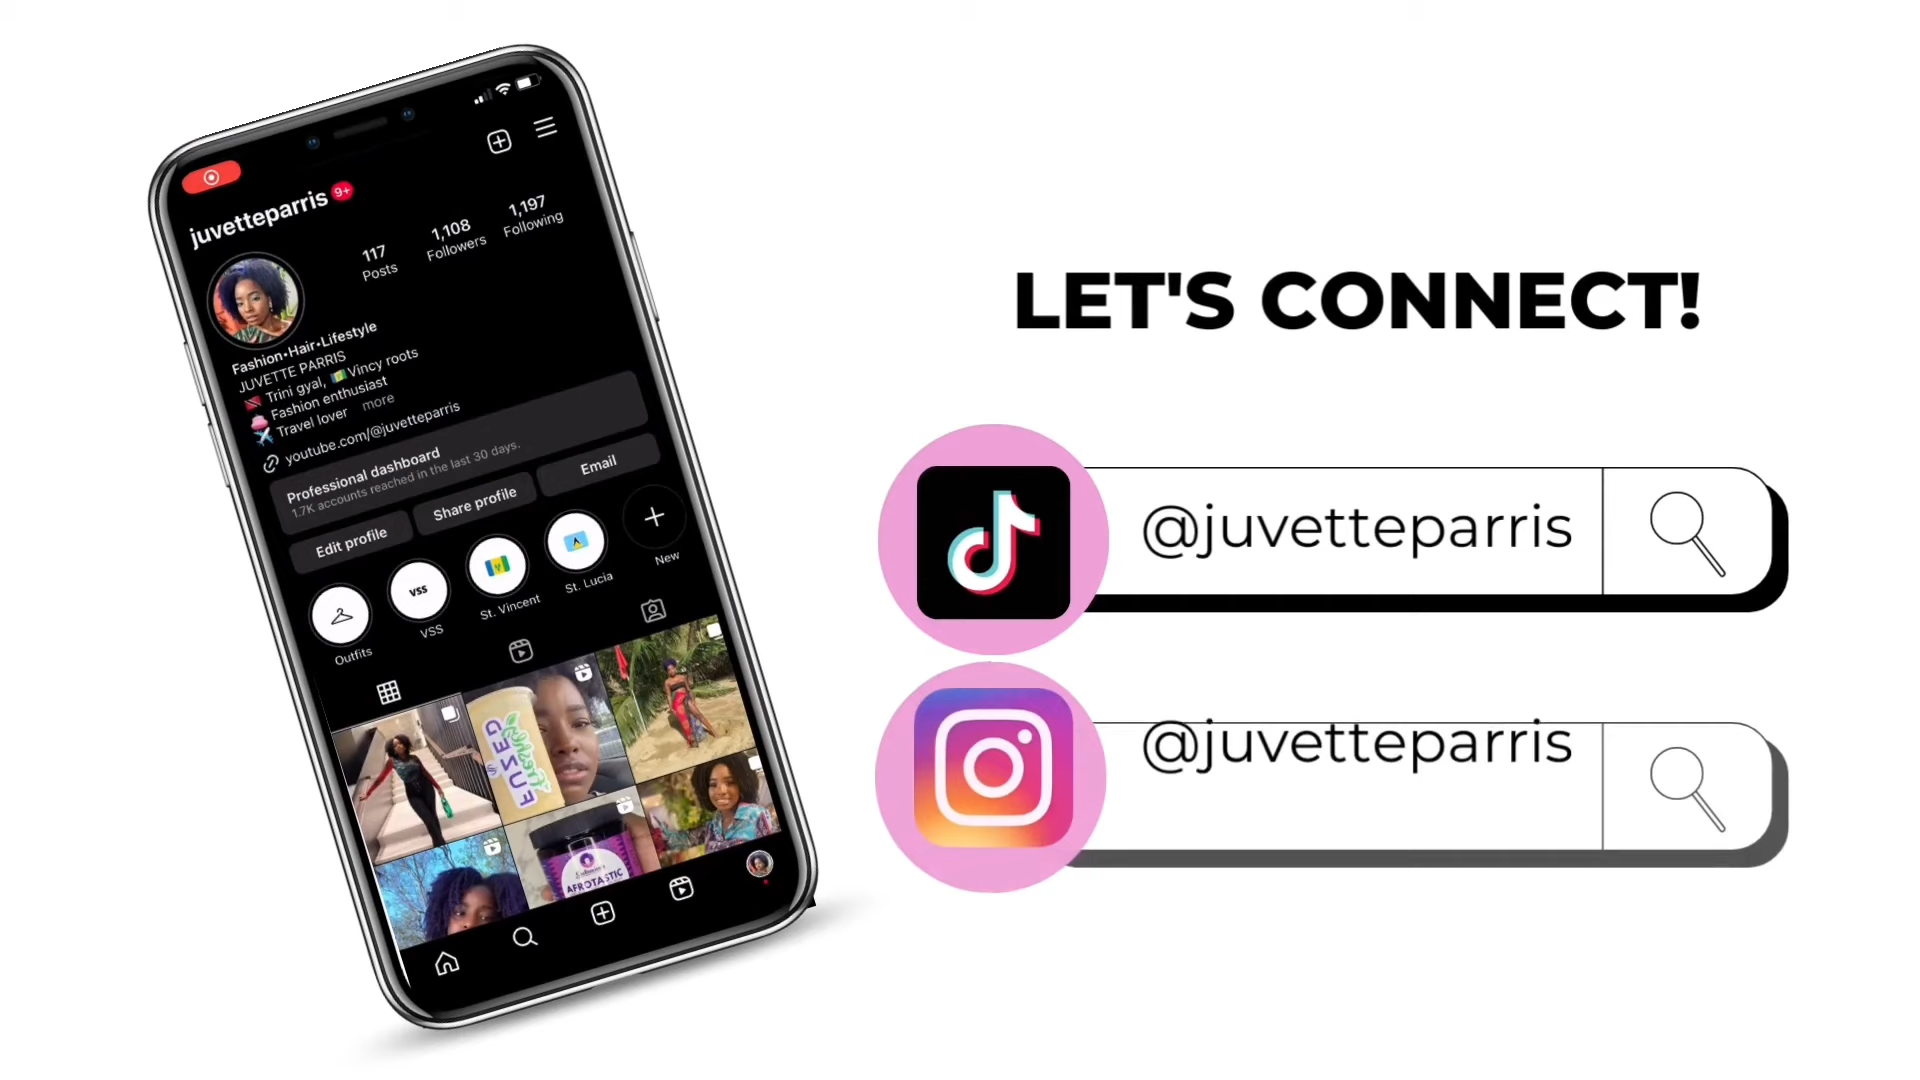 juvetteparris 9+
117
Posts
1,108
Followers
1,197
Following
Fashion•Hair•Lifestyle
JUVETTE PARRIS
🇹🇹 Trini gyal, 🇻🇨Vincy roots
👛 Fashion enthusiast
✈️ Travel lover more
youtube.com/@juvetteparris
Professional dashboard
1.7K accounts reached in the last 30 days.
Edit profile
Share profile
Email
Outfits
VSS
VSS
St. Vincent
St. Lucia
New
FUZED
AFROTASTIC
LET'S CONNECT!
@juvetteparris
@juvetteparris